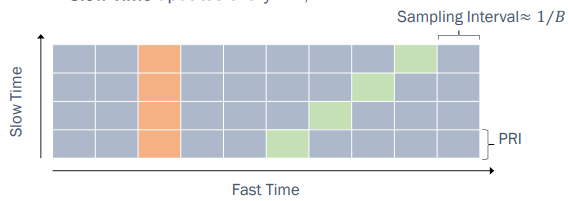 Sampling Interval≈ 1/B
Slow Time
PRI
Fast Time